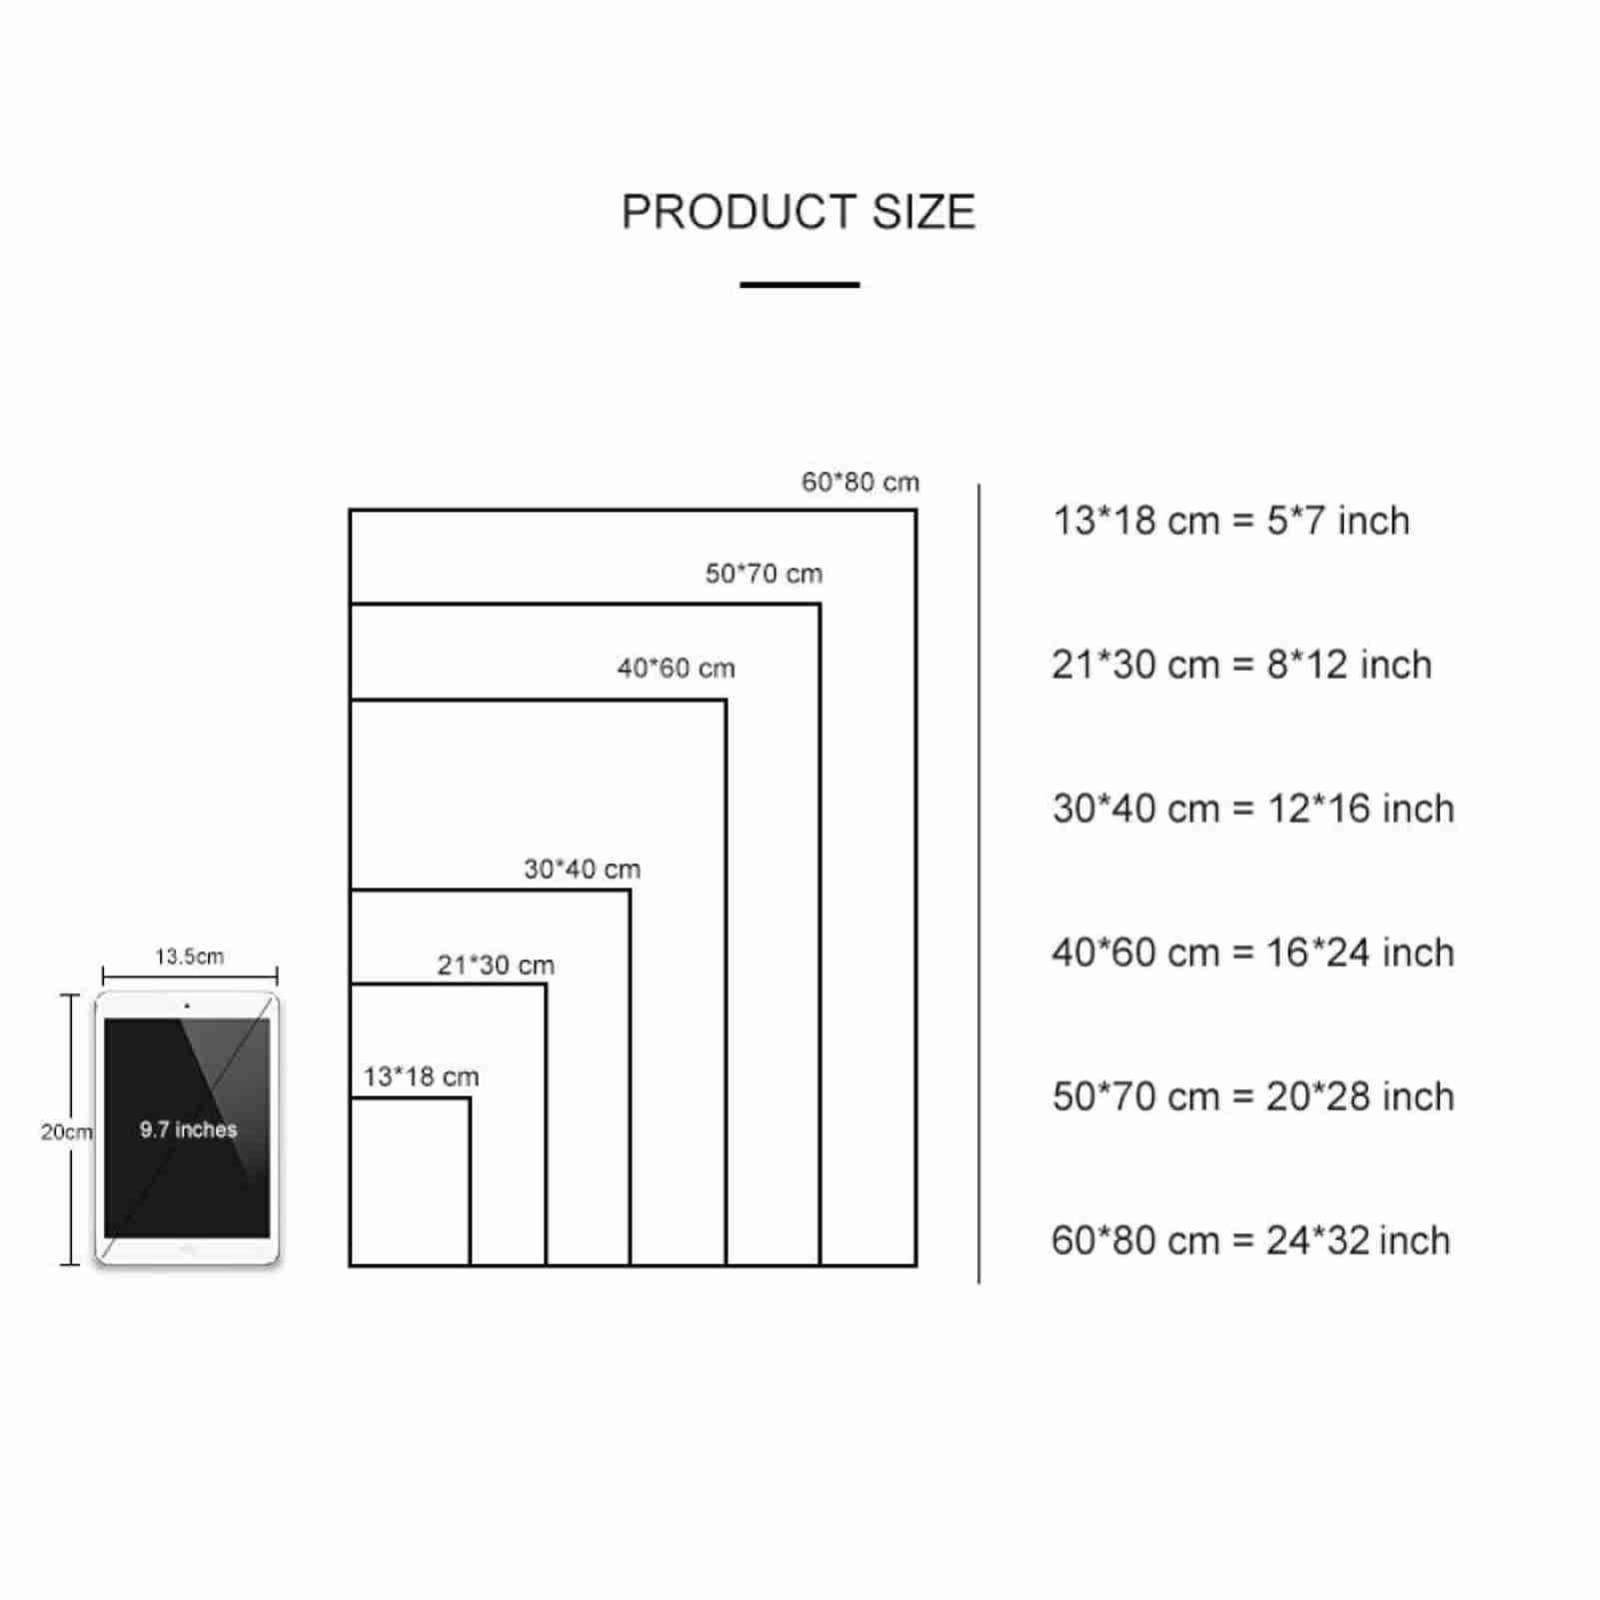 PRODUCT SIZE
60*80 cm
50*70 cm
40*60 cm
30*40 cm
21*30 cm
13*18 cm
13.5cm
20cm
9.7 inches
13*18 cm = 5*7 inch
21*30 cm = 8*12 inch
30*40 cm = 12*16 inch
40*60 cm = 16*24 inch
50*70 cm = 20*28 inch
60*80 cm = 24*32 inch